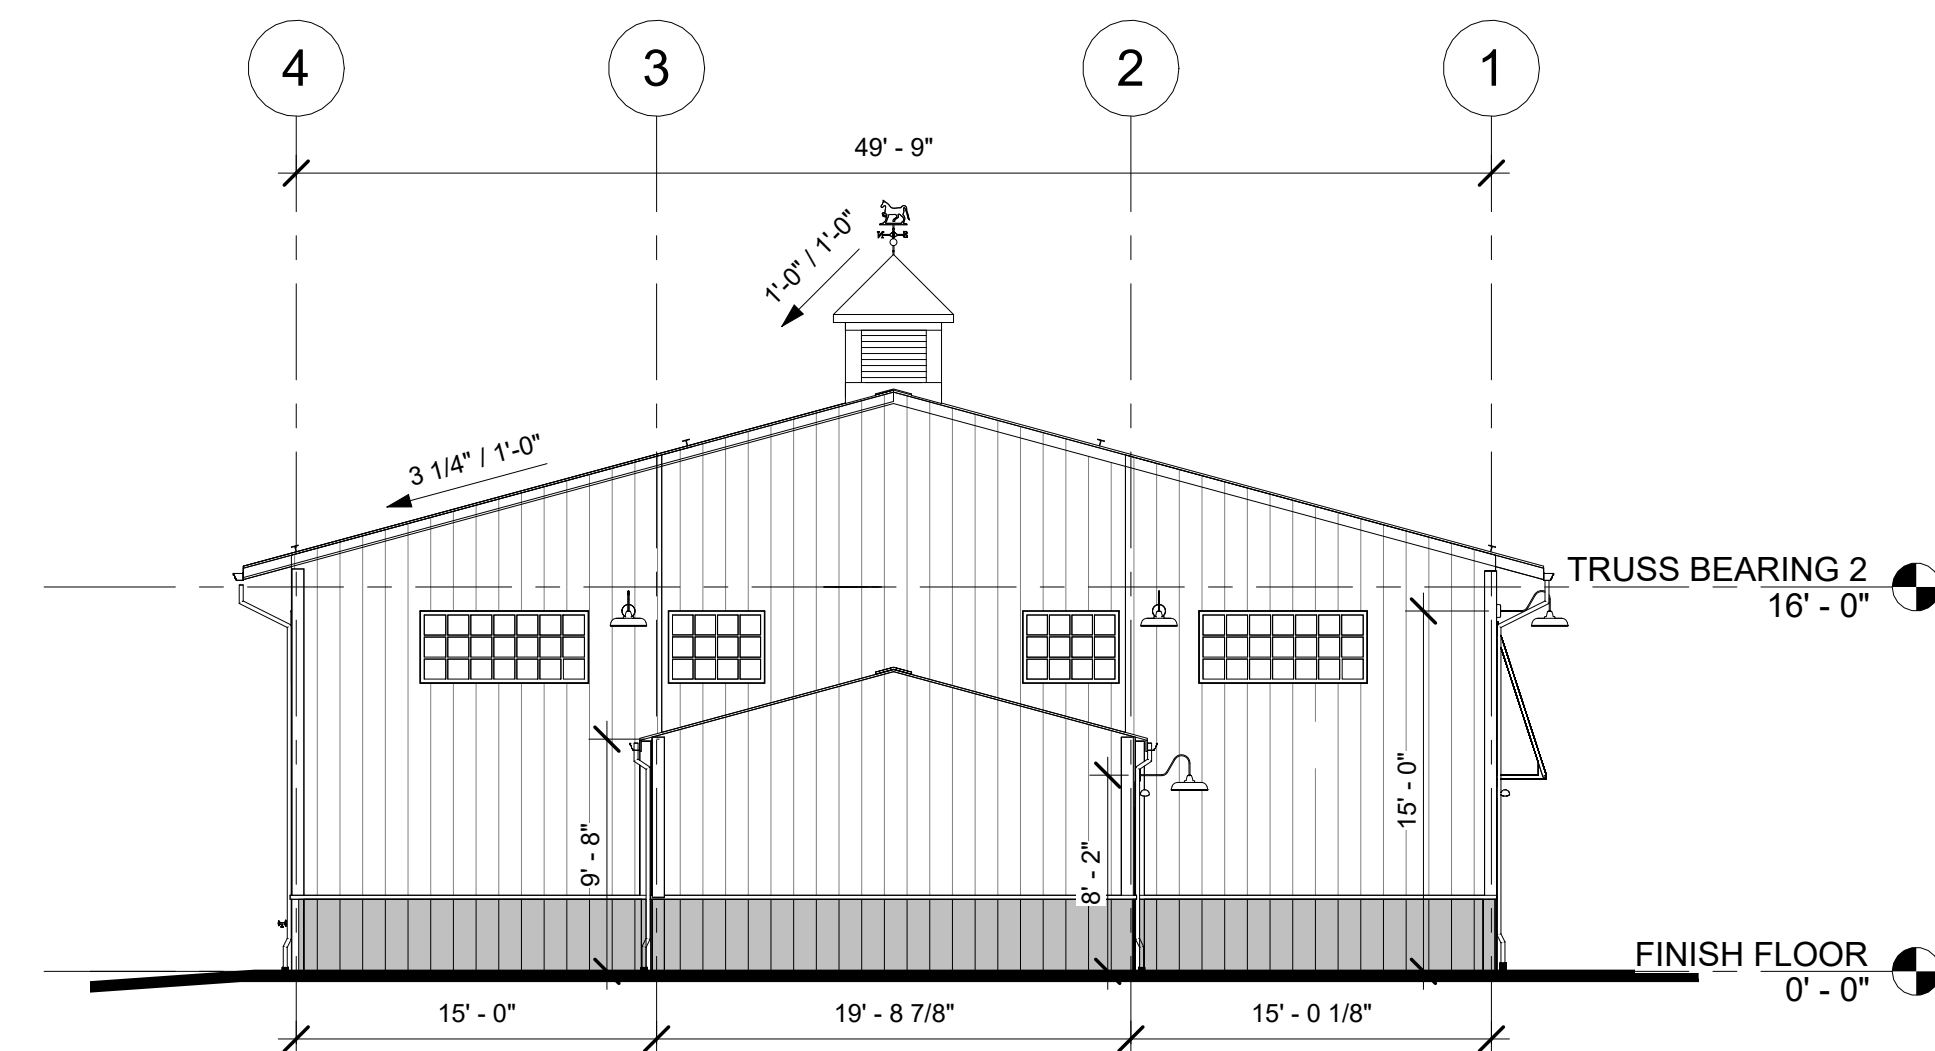 4
3
2
1
49' - 9"
1'-0" / 1'-0"
3 1/4" / 1'-0"
TRUSS BEARING 2
16' - 0"
9' - 8"
8' - 2"
15' - 0"
FINISH FLOOR
0' - 0"
15' - 0"
19' - 8 7/8"
15' - 0 1/8"